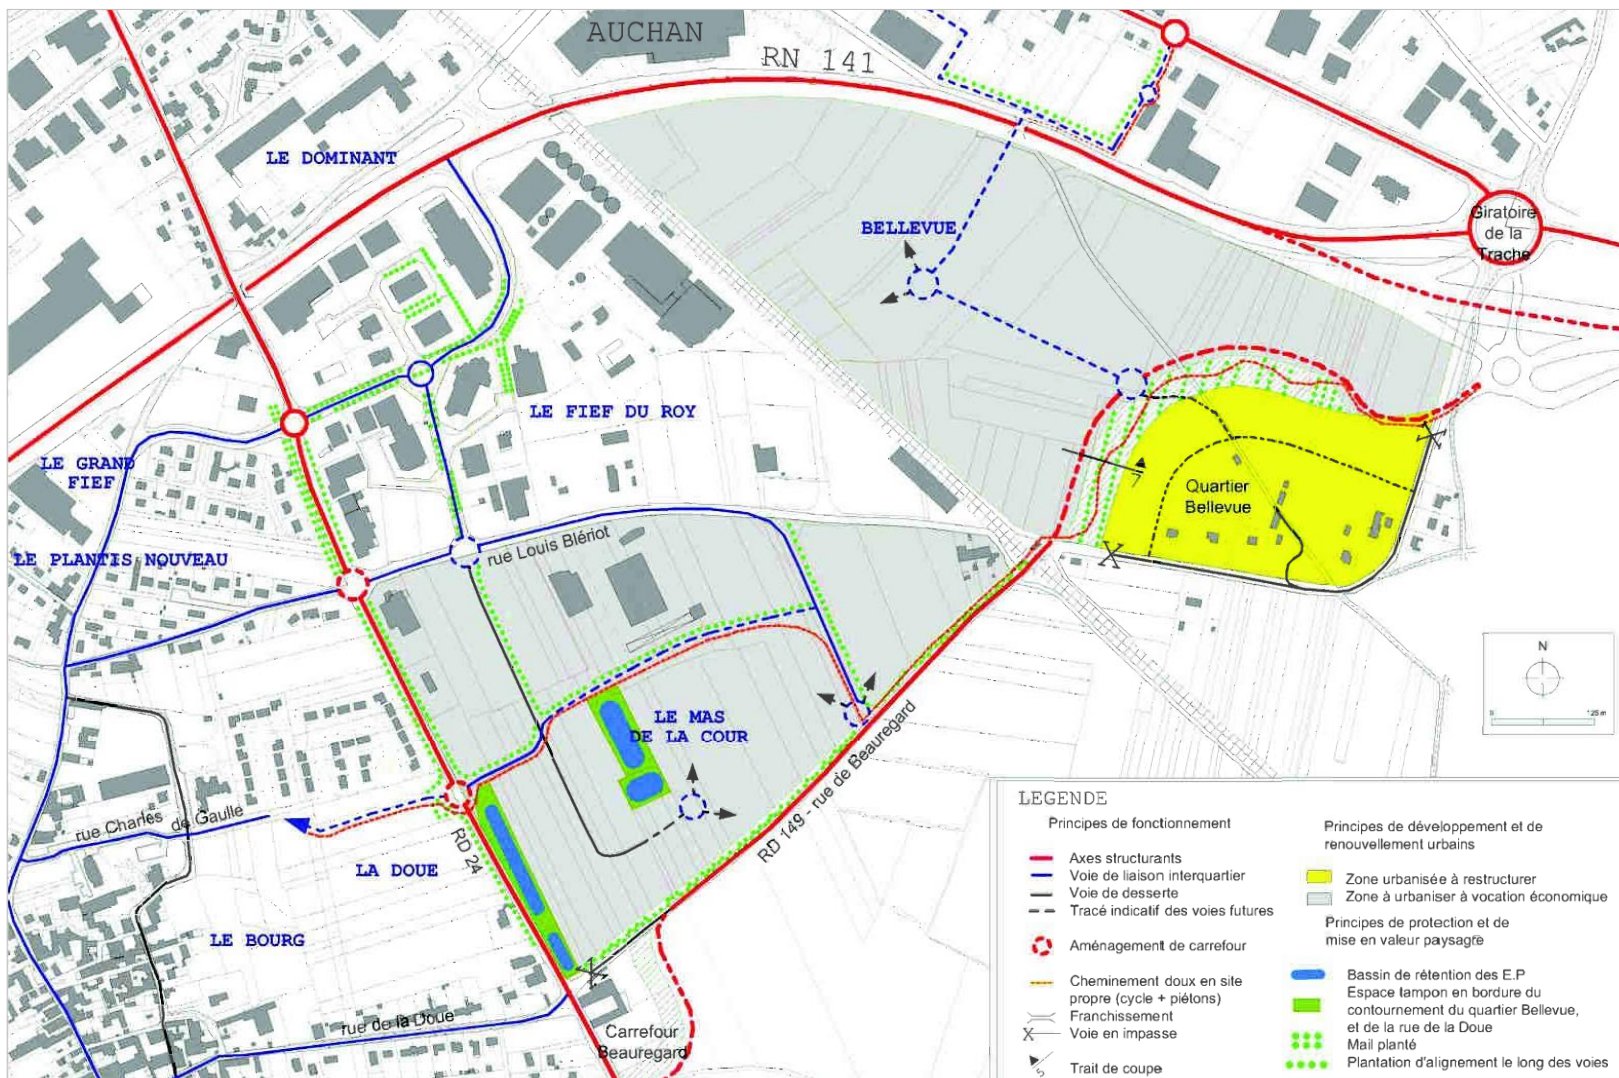 AUCHAN
RN 141
LE DOMINANT
BELLEVUE
Giratoire
de la
Trache
LE FIEF DU ROY
LE GRAND
FIEF
Quartier
Bellevue
LE PLANTIS NOUVEAU
rue Louis Blériot
LE MAS
DE LA COUR
RD 149 - rue de Beauregard
rue Charles de Gaulle
RD 24
LA DOUE
LE BOURG
rue de la Doue
Carrefour
Beauregard
N
0 125 m
LEGENDE
Principes de fonctionnement
Axes structurants
Voie de liaison interquartier
Voie de desserte
Tracé indicatif des voies futures
Aménagement de carrefour
Cheminement doux en site
propre (cycle + piétons)
Franchissement
Voie en impasse
Trait de coupe
Principes de développement et de
renouvellement urbains
Zone urbanisée à restructurer
Zone à urbaniser à vocation économique
Principes de protection et de
mise en valeur paysagrè
Bassin de rétention des E.P
Espace tampon en bordure du
contournement du quartier Bellevue,
et de la rue de la Doue
Mail planté
Plantation d'alignement le long des voies